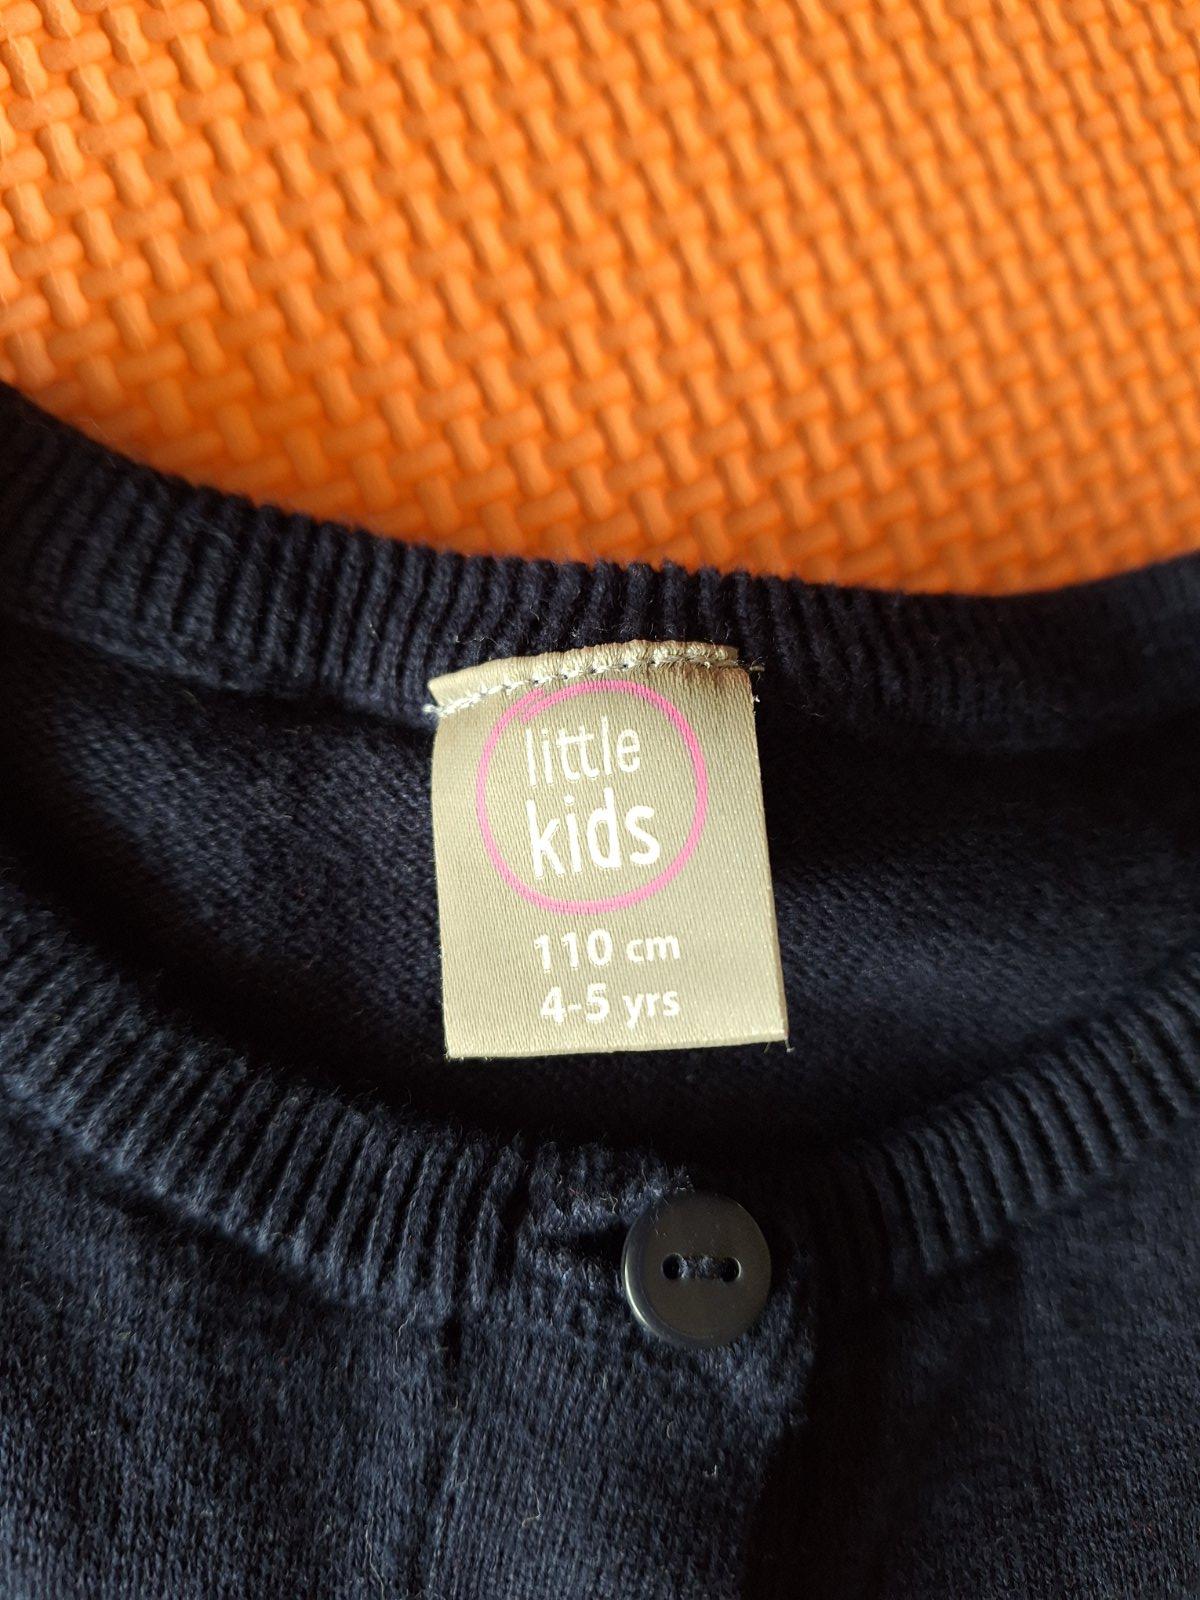 little
kids
110 cm
4-5 yrs